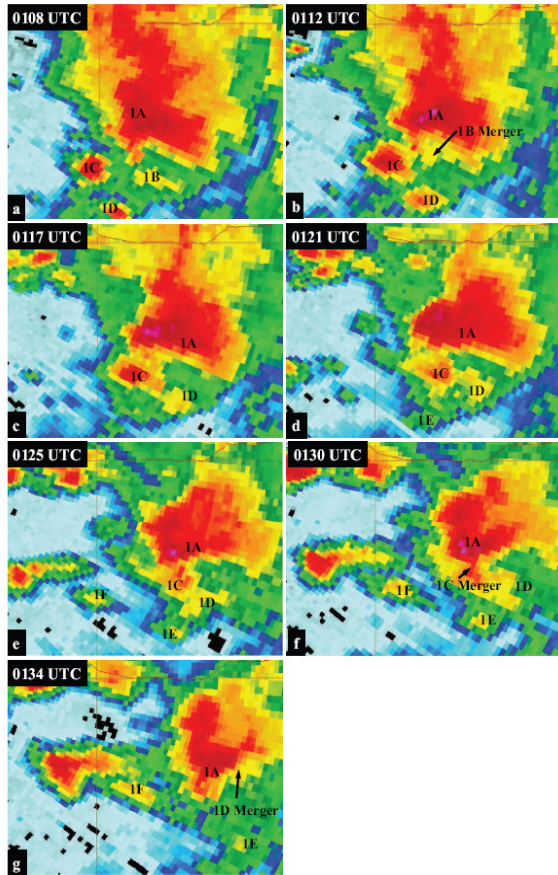 0108 UTC
1A
1C
1B
1D
a
0112 UTC
1A
1B Merger
1C
1D
b
0117 UTC
1A
1C
1D
c
0121 UTC
1A
1C
1D
1E
d
0125 UTC
1A
1C
1F
1D
1E
e
0130 UTC
1A
1F
1C Merger
1D
1E
f
0134 UTC
1A
1F
1D Merger
1E
g